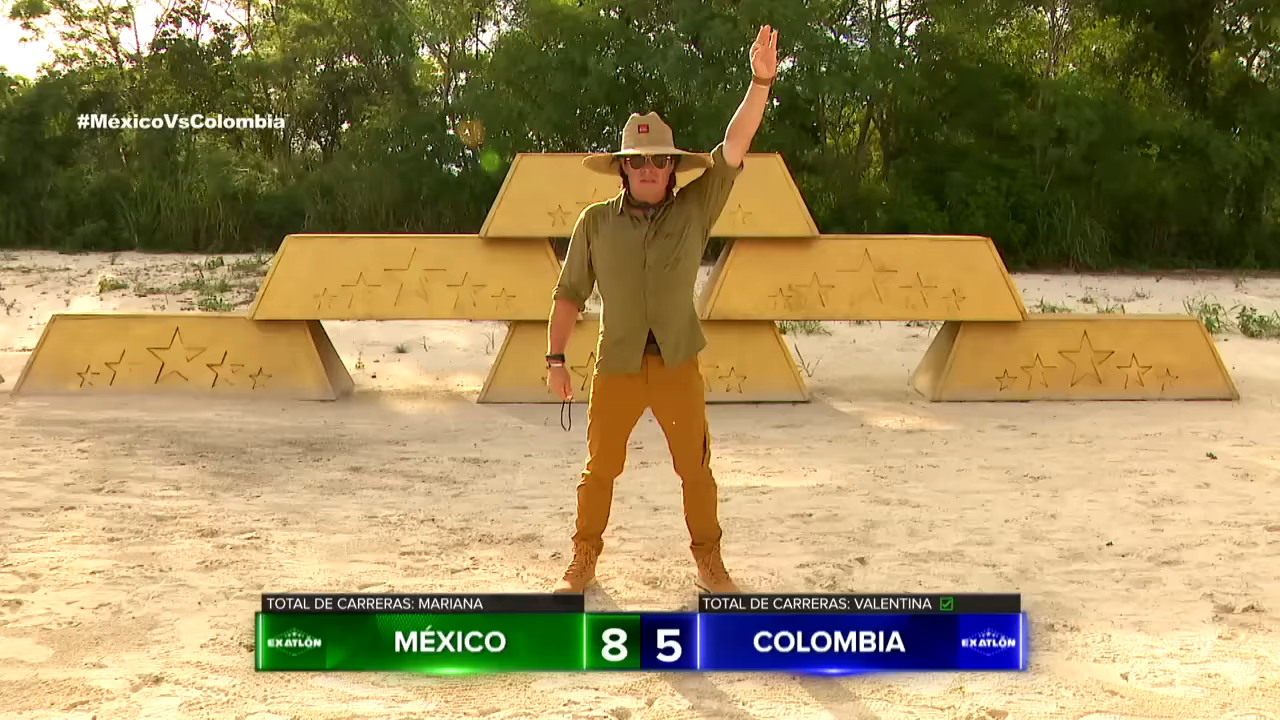 #MéxicoVsColombia
TOTAL DE CARRERAS: MARIANA
TOTAL DE CARRERAS: VALENTINA
EXATLÓN MÉXICO 8 5 COLOMBIA EXATLÓN